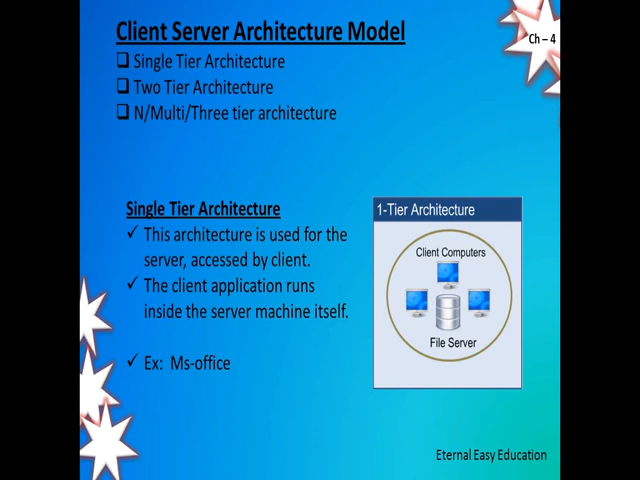 Client Server Architecture Model
Ch – 4
Single Tier Architecture
Two Tier Architecture
N/Multi/Three tier architecture
Single Tier Architecture
This architecture is used for the
server, accessed by client.
The client application runs
inside the server machine itself.
Ex: Ms-office
1-Tier Architecture
Client Computers
File Server
Eternal Easy Education